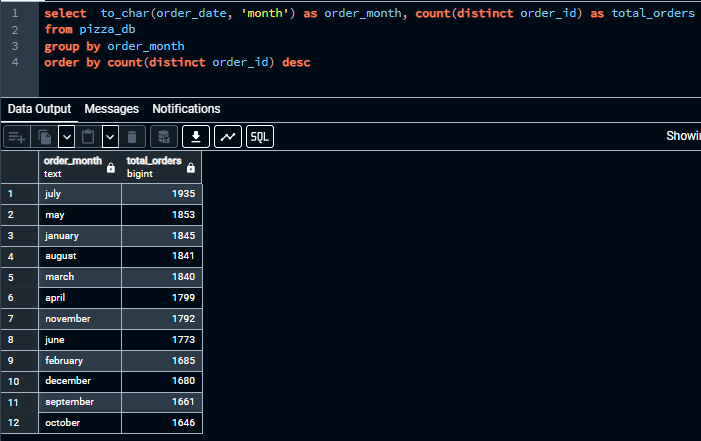 1 select  to_char(order_date, 'month') as order_month, count(distinct order_id) as total_orders
2 from pizza_db
3 group by order_month
4 order by count(distinct order_id) desc
Data Output Messages Notifications
SQL Showin
order_month total_orders
text bigint
1 july 1935
2 may 1853
3 january 1845
4 august 1841
5 march 1840
6 april 1799
7 november 1792
8 june 1773
9 february 1685
10 december 1680
11 september 1661
12 october 1646